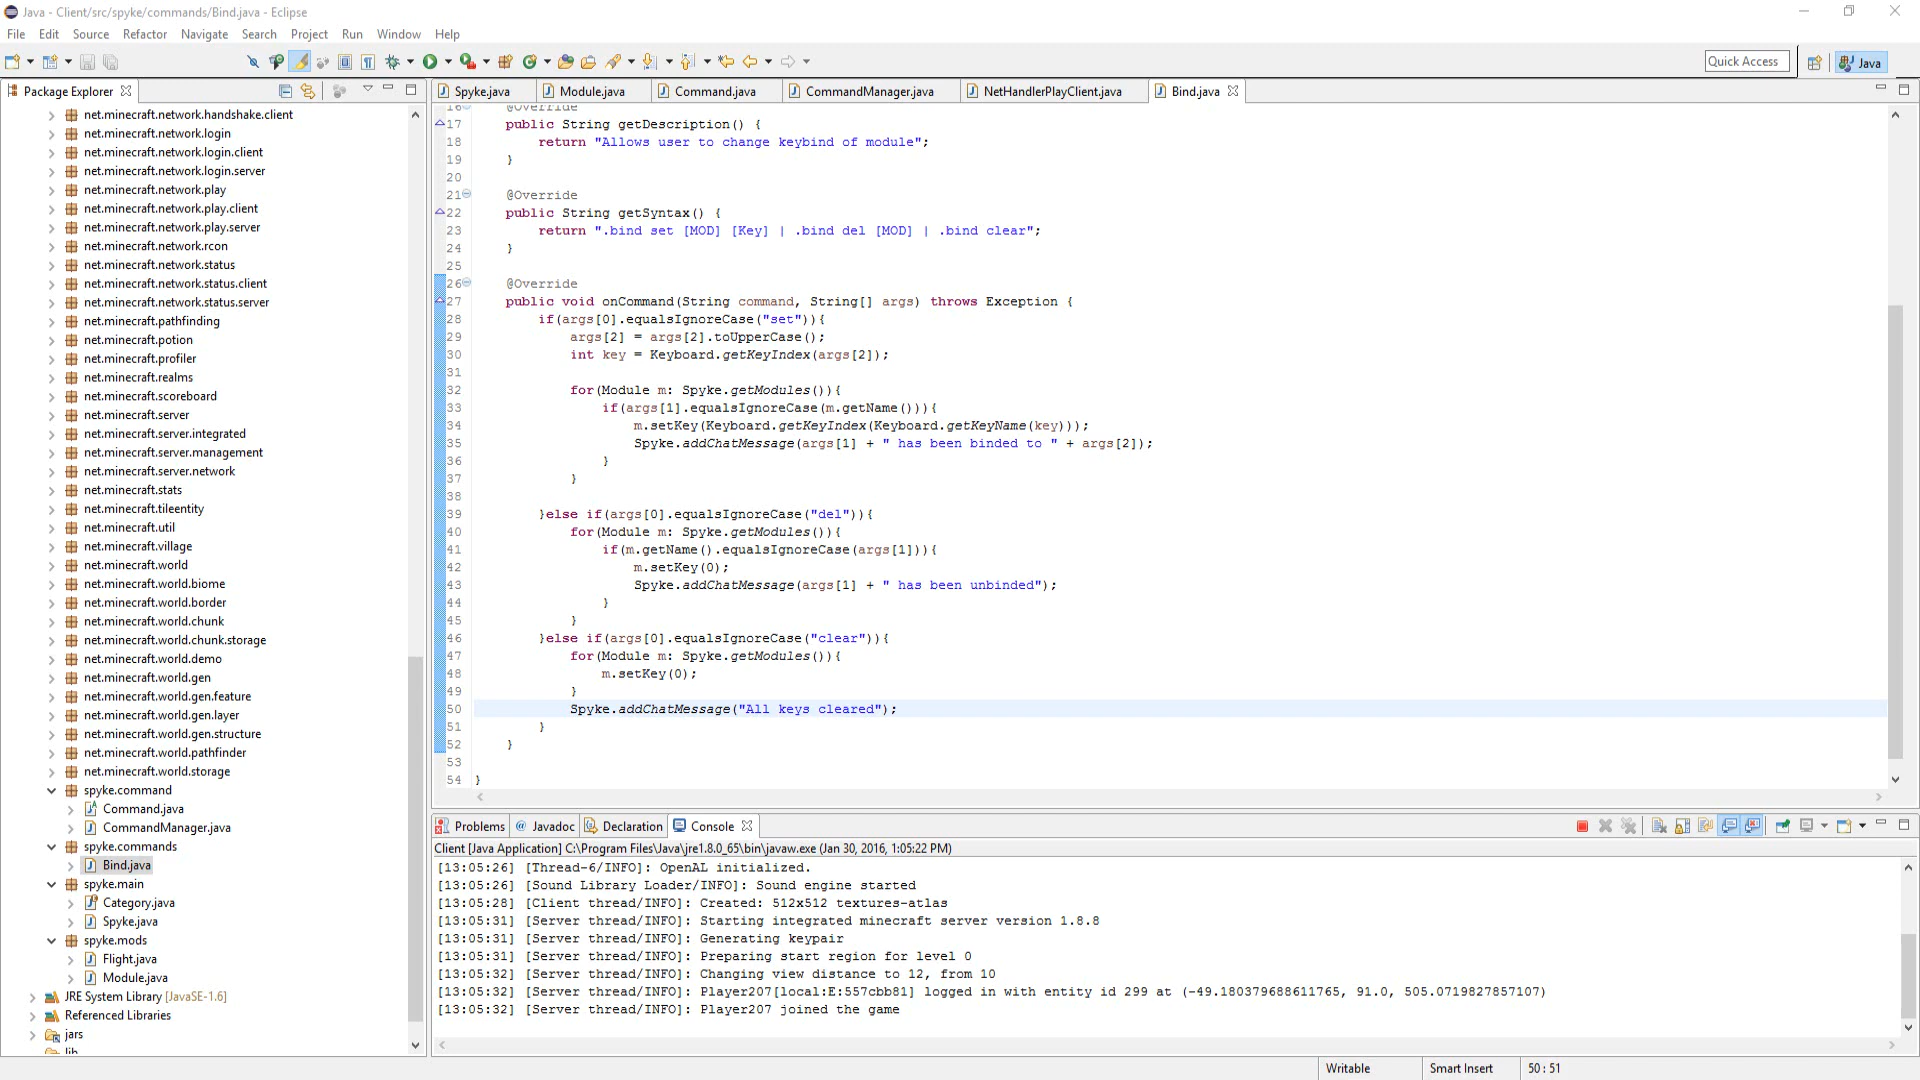 Java - Client/src/spyke/commands/Bind.java - Eclipse
File Edit Source Refactor Navigate Search Project Run Window Help
Quick Access
Java
Package Explorer
Spyke.java Module.java Command.java CommandManager.java NetHandlerPlayClient.java Bind.java
net.minecraft.network.handshake.client
net.minecraft.network.login
net.minecraft.network.login.client
net.minecraft.network.login.server
net.minecraft.network.play
net.minecraft.network.play.client
net.minecraft.network.play.server
net.minecraft.network.rcon
net.minecraft.network.status
net.minecraft.network.status.client
net.minecraft.network.status.server
net.minecraft.pathfinding
net.minecraft.potion
net.minecraft.profiler
net.minecraft.realms
net.minecraft.scoreboard
net.minecraft.server
net.minecraft.server.integrated
net.minecraft.server.management
net.minecraft.server.network
net.minecraft.stats
net.minecraft.tileentity
net.minecraft.util
net.minecraft.village
net.minecraft.world
net.minecraft.world.biome
net.minecraft.world.border
net.minecraft.world.chunk
net.minecraft.world.chunk.storage
net.minecraft.world.demo
net.minecraft.world.gen
net.minecraft.world.gen.feature
net.minecraft.world.gen.layer
net.minecraft.world.gen.structure
net.minecraft.world.pathfinder
net.minecraft.world.storage
spyke.command
Command.java
CommandManager.java
spyke.commands
Bind.java
spyke.main
Category.java
Spyke.java
spyke.mods
Flight.java
Module.java
JRE System Library [JavaSE-1.6]
Referenced Libraries
jars
lib
16 @Override
17 public String getDescription() {
18 return "Allows user to change keybind of module";
19 }
20
21 @Override
22 public String getSyntax() {
23 return ".bind set [MOD] [Key] | .bind del [MOD] | .bind clear";
24 }
25
26 @Override
27 public void onCommand(String command, String[] args) throws Exception {
28 if(args[0].equalsIgnoreCase("set")){
29 args[2] = args[2].toUpperCase();
30 int key = Keyboard.getKeyIndex(args[2]);
31
32 for(Module m: Spyke.getModules()){
33 if(args[1].equalsIgnoreCase(m.getName())){
34 m.setKey(Keyboard.getKeyIndex(Keyboard.getKeyName(key)));
35 Spyke.addChatMessage(args[1] + " has been binded to " + args[2]);
36 }
37 }
38
39 }else if(args[0].equalsIgnoreCase("del")){
40 for(Module m: Spyke.getModules()){
41 if(m.getName().equalsIgnoreCase(args[1])){
42 m.setKey(0);
43 Spyke.addChatMessage(args[1] + " has been unbinded");
44 }
45 }
46 }else if(args[0].equalsIgnoreCase("clear")){
47 for(Module m: Spyke.getModules()){
48 m.setKey(0);
49 }
50 Spyke.addChatMessage("All keys cleared");
51 }
52 }
53
54 }
Problems @ Javadoc Declaration Console
Client [Java Application] C:\Program Files\Java\jre1.8.0_65\bin\javaw.exe (Jan 30, 2016, 1:05:22 PM)
[13:05:26] [Thread-6/INFO]: OpenAL initialized.
[13:05:26] [Sound Library Loader/INFO]: Sound engine started
[13:05:28] [Client thread/INFO]: Created: 512x512 textures-atlas
[13:05:31] [Server thread/INFO]: Starting integrated minecraft server version 1.8.8
[13:05:31] [Server thread/INFO]: Generating keypair
[13:05:31] [Server thread/INFO]: Preparing start region for level 0
[13:05:32] [Server thread/INFO]: Changing view distance to 12, from 10
[13:05:32] [Server thread/INFO]: Player207[local:E:557cbb81] logged in with entity id 299 at (-49.180379688611765, 91.0, 505.0719827857107)
[13:05:32] [Server thread/INFO]: Player207 joined the game
Writable Smart Insert 50 : 51